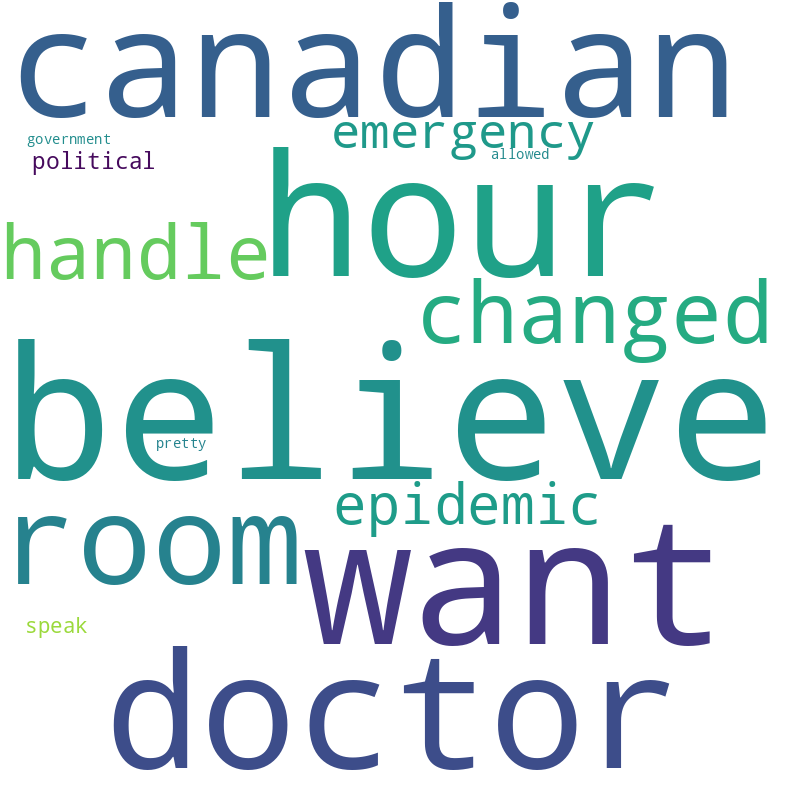 canadian
emergency
government
allowed
political
hour
handle
changed
believe
pretty
epidemic
room
want
speak
doctor